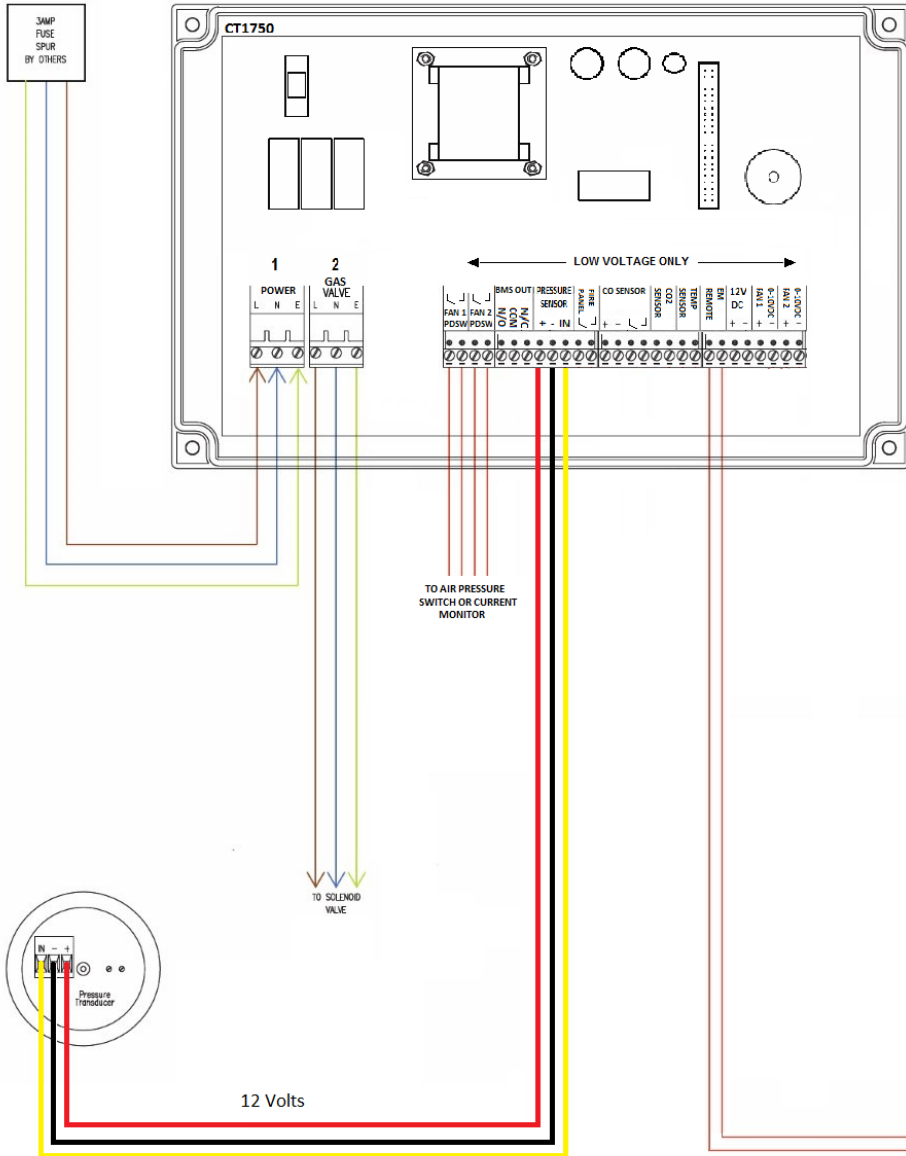 3AMP
FUSE
SPUR
BY OTHERS
CT1750
LOW VOLTAGE ONLY
1
POWER
L N E
2
GAS
VALVE
L N E
FAN 1
PDSW
FAN 2
PDSW
BMS OUT
N/O
COM
N/C
PRESSURE
SENSOR
+ - IN
FIRE
PANEL
CO SENSOR
+ -
CO2
SENSOR
TEMP
SENSOR
EM
REMOTE
12V
DC
+ -
0-10VDC
FAN 1
+ -
0-10VDC
FAN 2
+ -
TO AIR PRESSURE
SWITCH OR CURRENT
MONITOR
TO SOLENOID
VALVE
IN - +
Pressure
Transducer
12 Volts